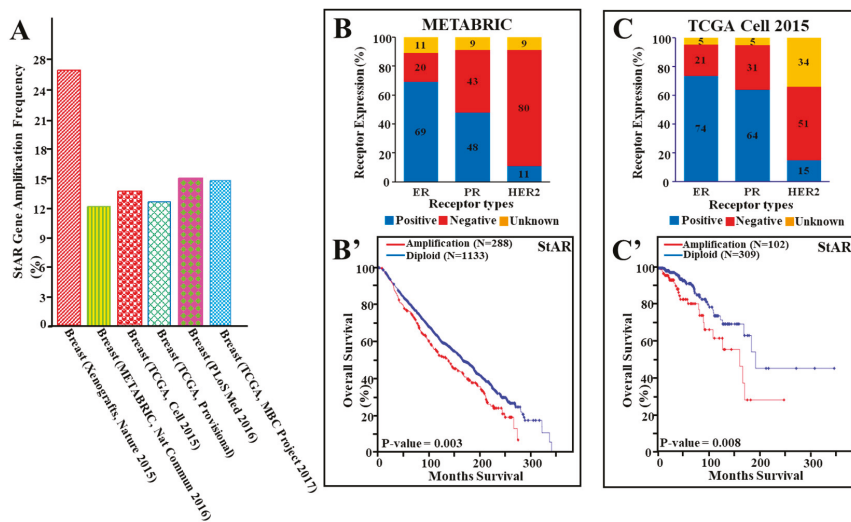 A
StAR Gene Amplification Frequency
(%)
28
24
18
15
12
9
6
3
0
Breast (Xenografts, Nature 2015)
Breast (METABRIC, Nat Commun 2016)
Breast (TCGA, Cell 2015)
Breast (TCGA, Provisional)
Breast (PLoS Med 2016)
Breast (TCGA, MBC Project 2017)
B
METABRIC
Receptor Expression (%)
100
80
60
40
20
0
11
20
69
9
43
48
9
80
11
ER PR HER2
Receptor types
Positive Negative Unknown
C
TCGA Cell 2015
Receptor Expression (%)
100
80
60
40
20
0
5
21
74
5
31
64
34
51
15
ER PR HER2
Receptor types
Positive Negative Unknown
B'
Amplification (N=288)
Diploid (N=1133)
StAR
Overall Survival
(%)
100
80
60
40
20
0
P-value = 0.003
0 100 200 300
Months Survival
C'
Amplification (N=102)
Diploid (N=309)
StAR
Overall Survival
(%)
100
80
60
40
20
0
P-value = 0.008
0 100 200 300
Months Survival